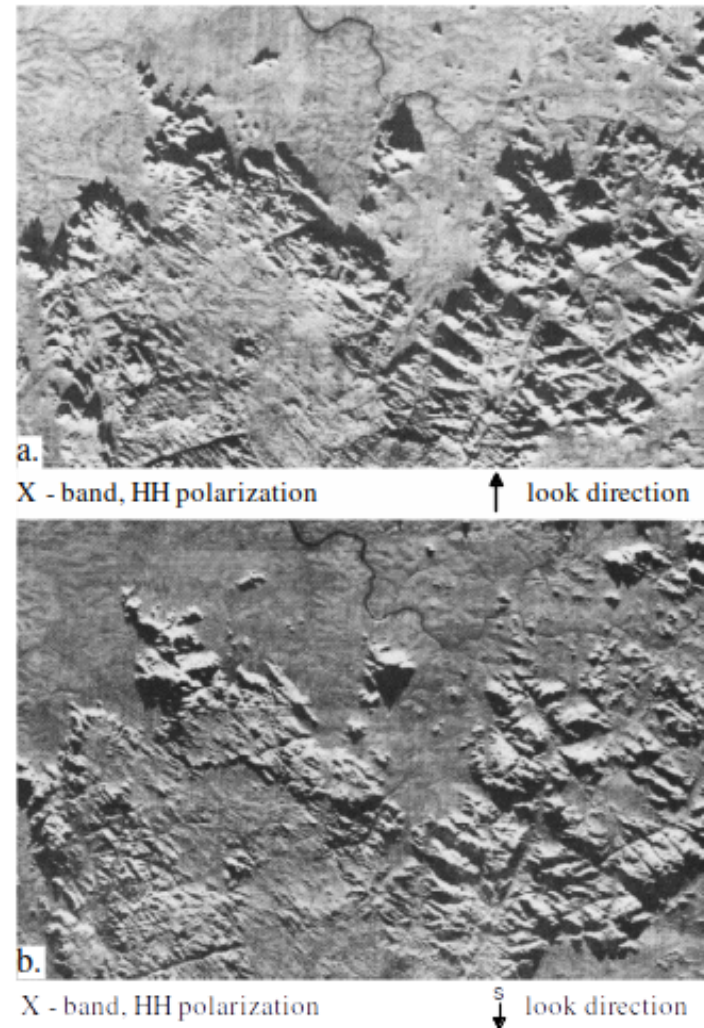 a.
X - band, HH polarization look direction
b.
S
X - band, HH polarization look direction